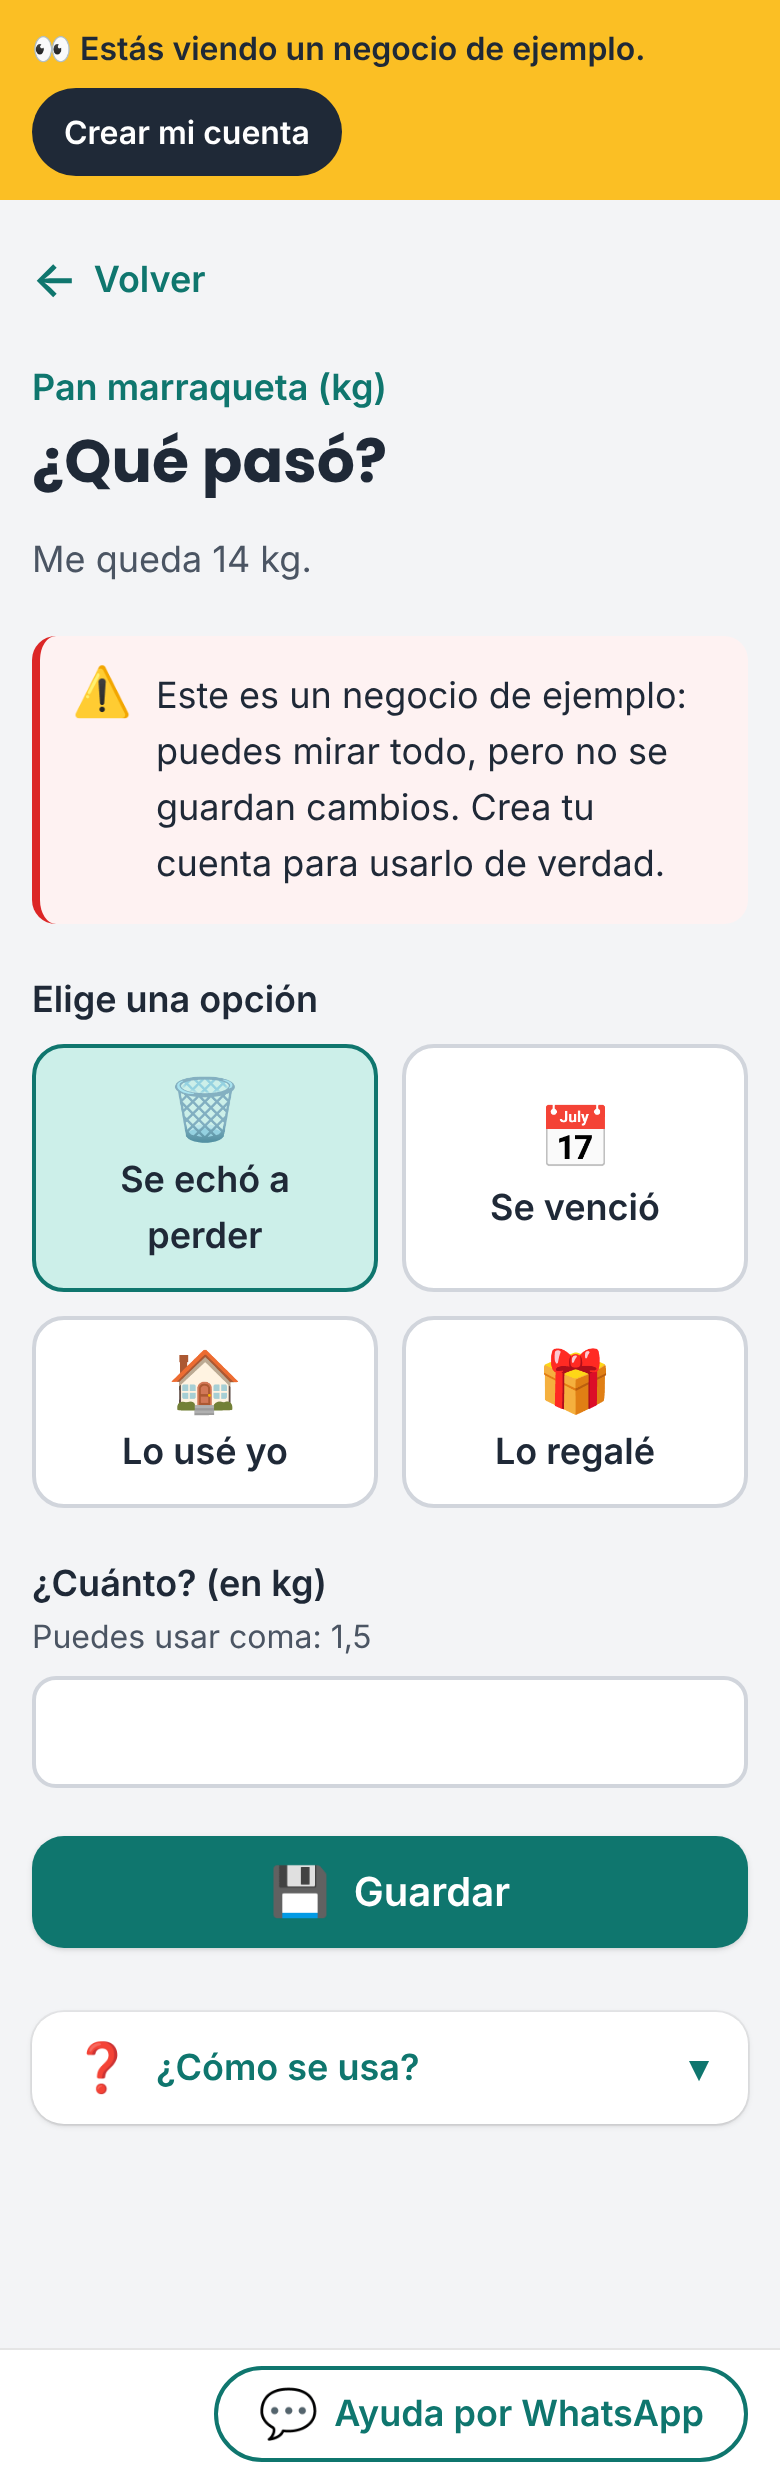 Estás viendo un negocio de ejemplo.
Crear mi cuenta
← Volver
Pan marraqueta (kg)
¿Qué pasó?
Me queda 14 kg.
Este es un negocio de ejemplo:
puedes mirar todo, pero no se
guardan cambios. Crea tu
cuenta para usarlo de verdad.
Elige una opción
Se echó a
perder
July
17
Se venció
Lo usé yo
Lo regalé
¿Cuánto? (en kg)
Puedes usar coma: 1,5
Guardar
¿Cómo se usa?
Ayuda por WhatsApp